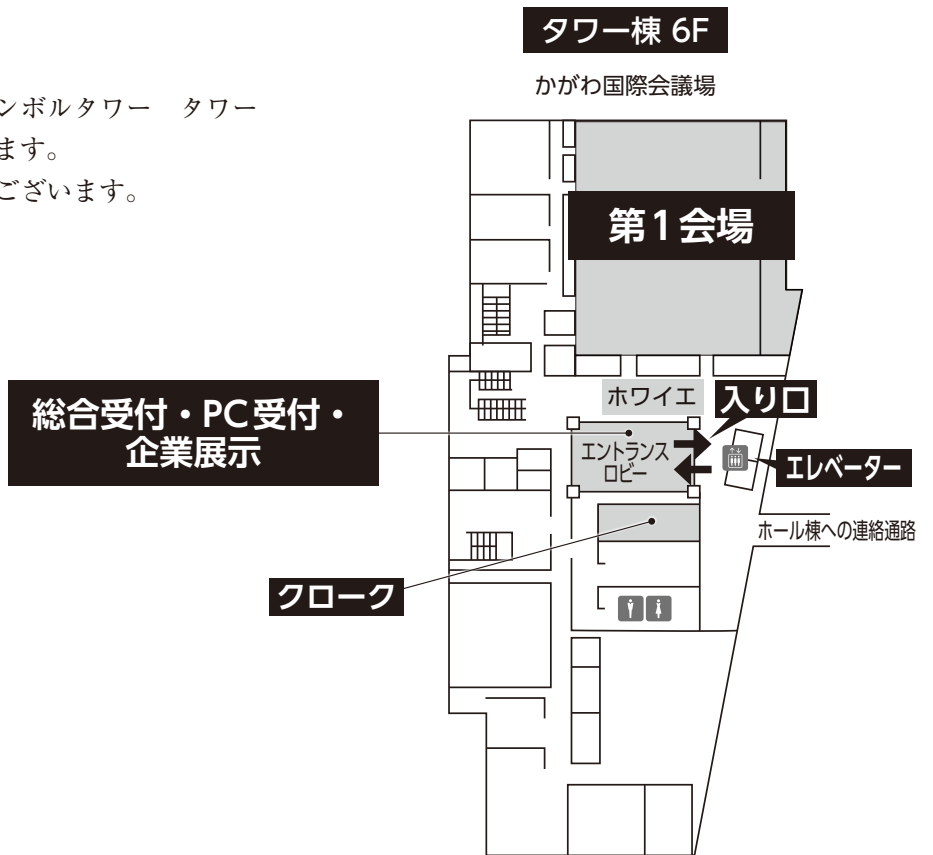 タワー棟 6F
かがわ国際会議場
ンボルタワー　タワー
ます。
ございます。
第1会場
総合受付・PC受付・
企業展示
ホワイエ
入り口
エントランス
ロビー
エレベーター
ホール棟への連絡通路
クローク